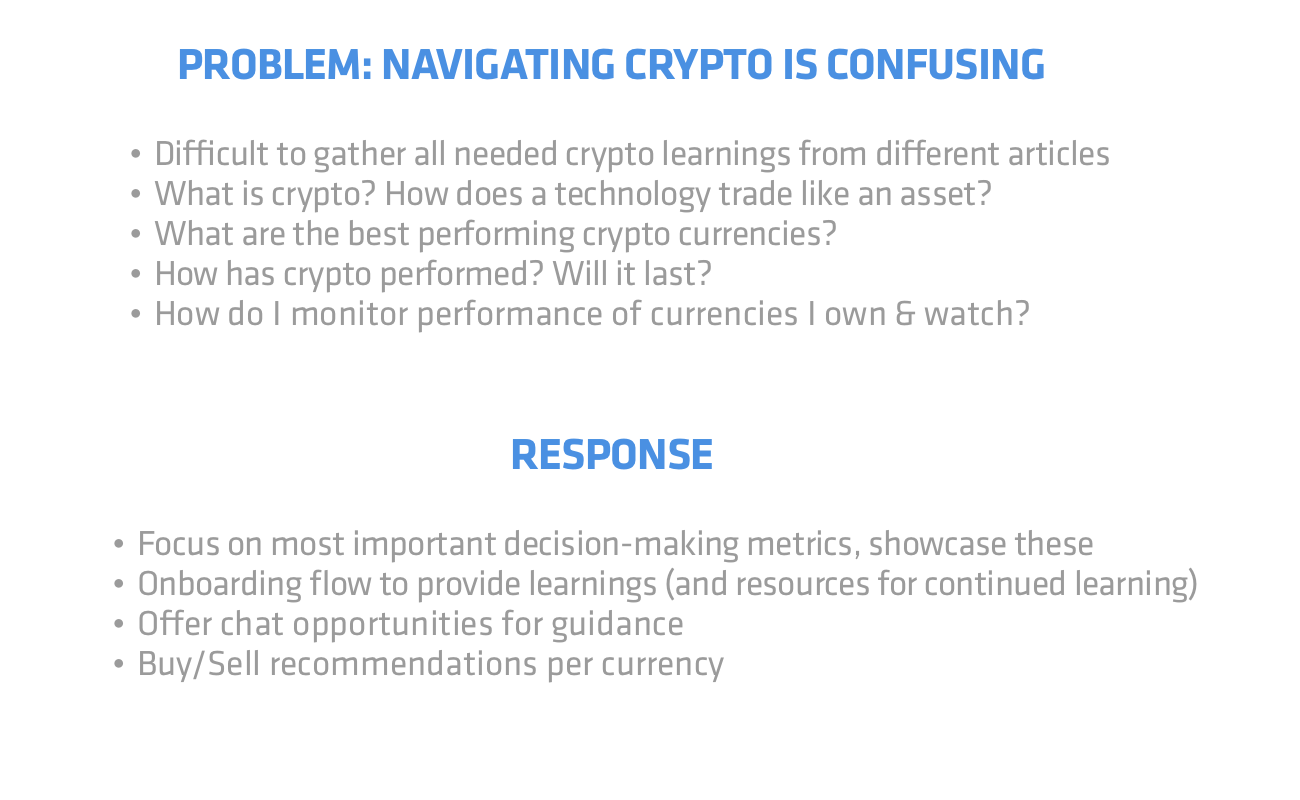 PROBLEM: NAVIGATING CRYPTO IS CONFUSING
• Difficult to gather all needed crypto learnings from different articles
• What is crypto? How does a technology trade like an asset?
• What are the best performing crypto currencies?
• How has crypto performed? Will it last?
• How do I monitor performance of currencies I own & watch?
RESPONSE
• Focus on most important decision-making metrics, showcase these
• Onboarding flow to provide learnings (and resources for continued learning)
• Offer chat opportunities for guidance
• Buy/Sell recommendations per currency